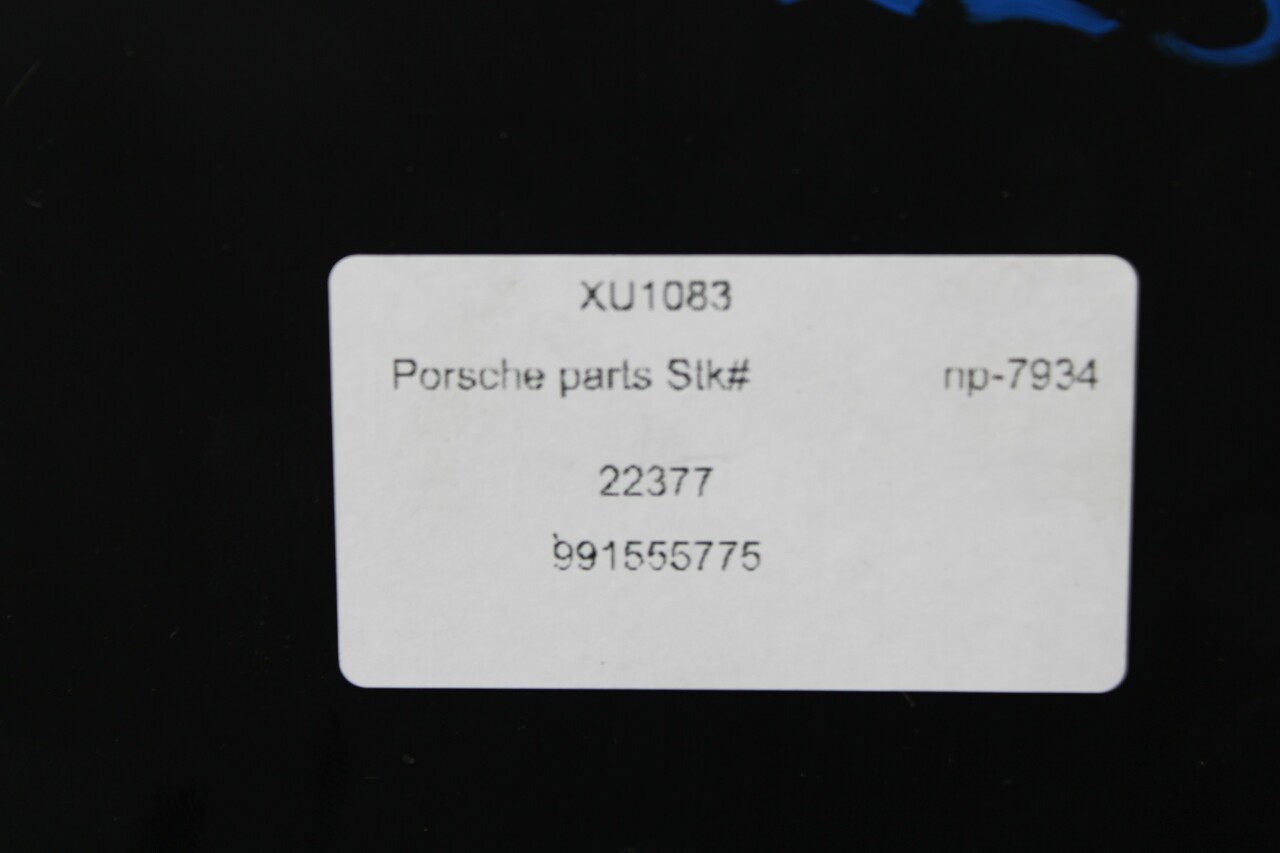 XU1083
Porsche parts Stk# np-7934
22377
991555775